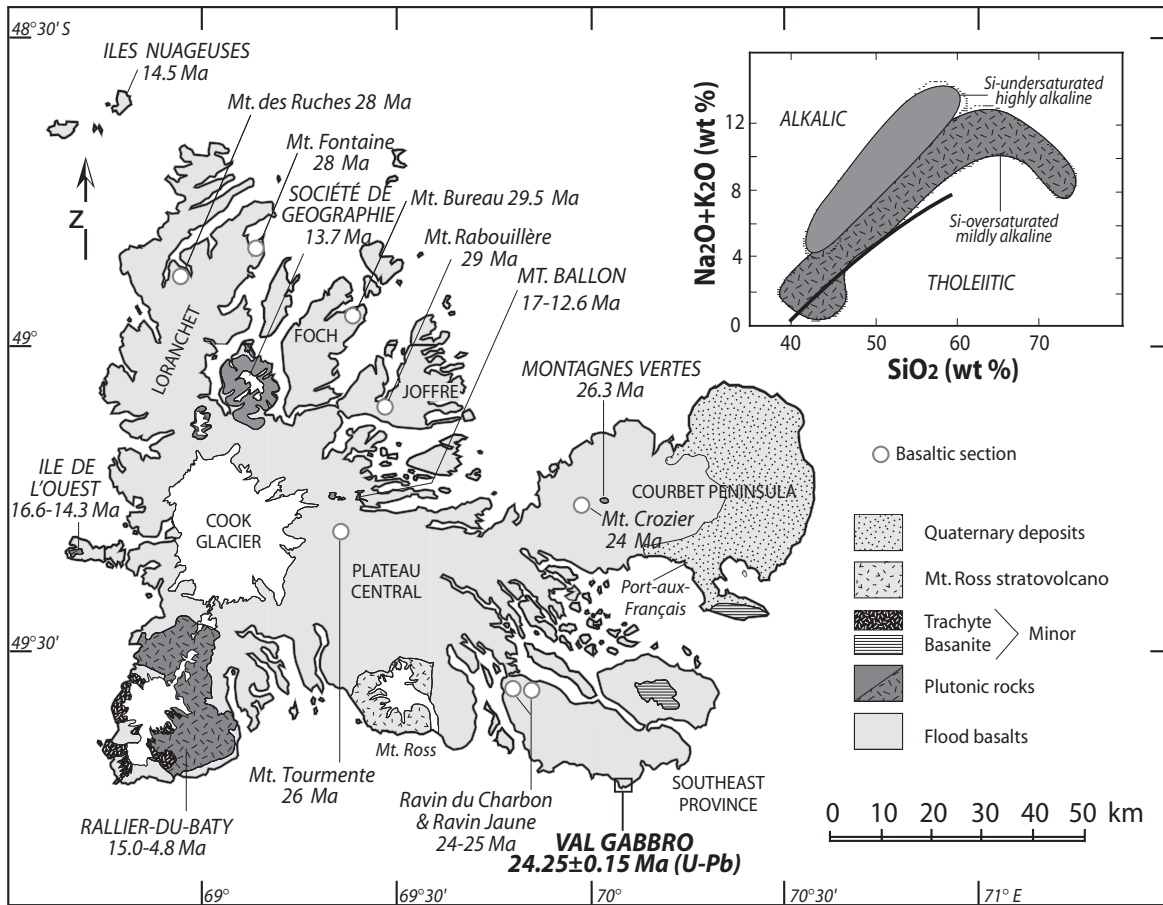 48°30' S
ILES NUAGEUSES
14.5 Ma
Mt. des Ruches 28 Ma
Mt. Fontaine
28 Ma
SOCIÉTÉ DE
GEOGRAPHIE
13.7 Ma
Mt. Bureau 29.5 Ma
Mt. Rabouillère
29 Ma
MT. BALLON
17-12.6 Ma
Z
49°
LORANCHET
FOCH
JOFFRE
MONTAGNES VERTES
26.3 Ma
COURBET PENINSULA
Mt. Crozier
24 Ma
ILE DE
L'OUEST
16.6-14.3 Ma
COOK
GLACIER
PLATEAU
CENTRAL
Port-aux-
Français
49°30'
Mt. Ross
Mt. Tourmente
26 Ma
RALLIER-DU-BATY
15.0-4.8 Ma
Ravin du Charbon
& Ravin Jaune
24-25 Ma
SOUTHEAST
PROVINCE
VAL GABBRO
24.25±0.15 Ma (U-Pb)
69°
69°30'
70°
70°30'
71° E
Na2O+K2O (wt %)
12
8
4
0
40
50
60
70
SiO2 (wt %)
ALKALIC
Si-undersaturated
highly alkaline
Si-oversaturated
mildly alkaline
THOLEIITIC
Basaltic section
Quaternary deposits
Mt. Ross stratovolcano
Trachyte
Basanite
Minor
Plutonic rocks
Flood basalts
0 10 20 30 40 50 km